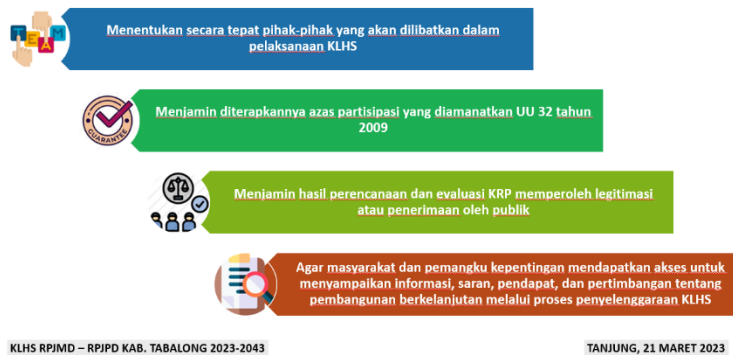 TEAM
Menentukan secara tepat pihak-pihak yang akan dilibatkan dalam
pelaksanaan KLHS
GUARANTEE
Menjamin diterapkannya azas partisipasi yang diamanatkan UU 32 tahun
2009
Menjamin hasil perencanaan dan evaluasi KRP memperoleh legitimasi
atau penerimaan oleh publik
Agar masyarakat dan pemangku kepentingan mendapatkan akses untuk
menyampaikan informasi, saran, pendapat, dan pertimbangan tentang
pembangunan berkelanjutan melalui proses penyelenggaraan KLHS
KLHS RPJMD – RPJPD KAB. TABALONG 2023-2043
TANJUNG, 21 MARET 2023